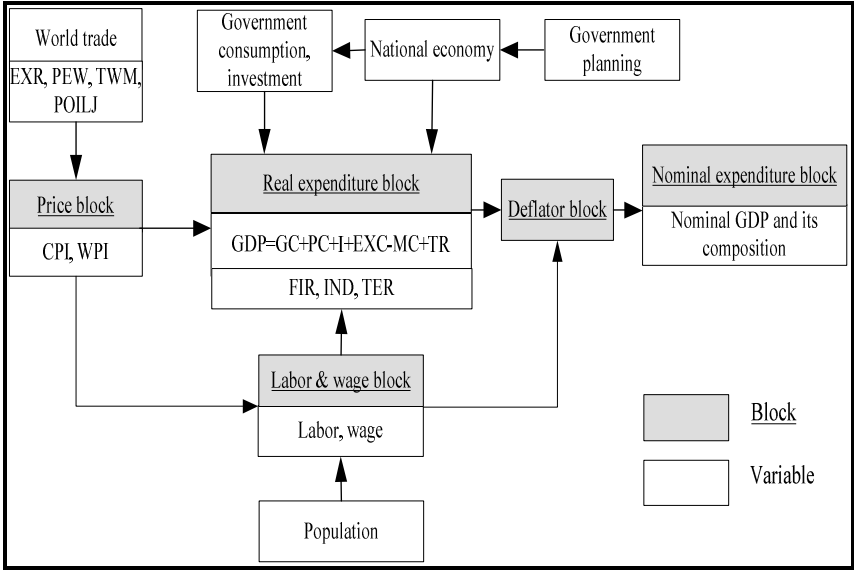 World trade
EXR, PEW, TWM,
POILJ
Government
consumption,
investment
National economy
Government
planning
Price block
CPI, WPI
Real expenditure block
GDP=GC+PC+I+EXC-MC+TR
FIR, IND, TER
Deflator block
Nominal expenditure block
Nominal GDP and its
composition
Labor & wage block
Labor, wage
Population
Block
Variable